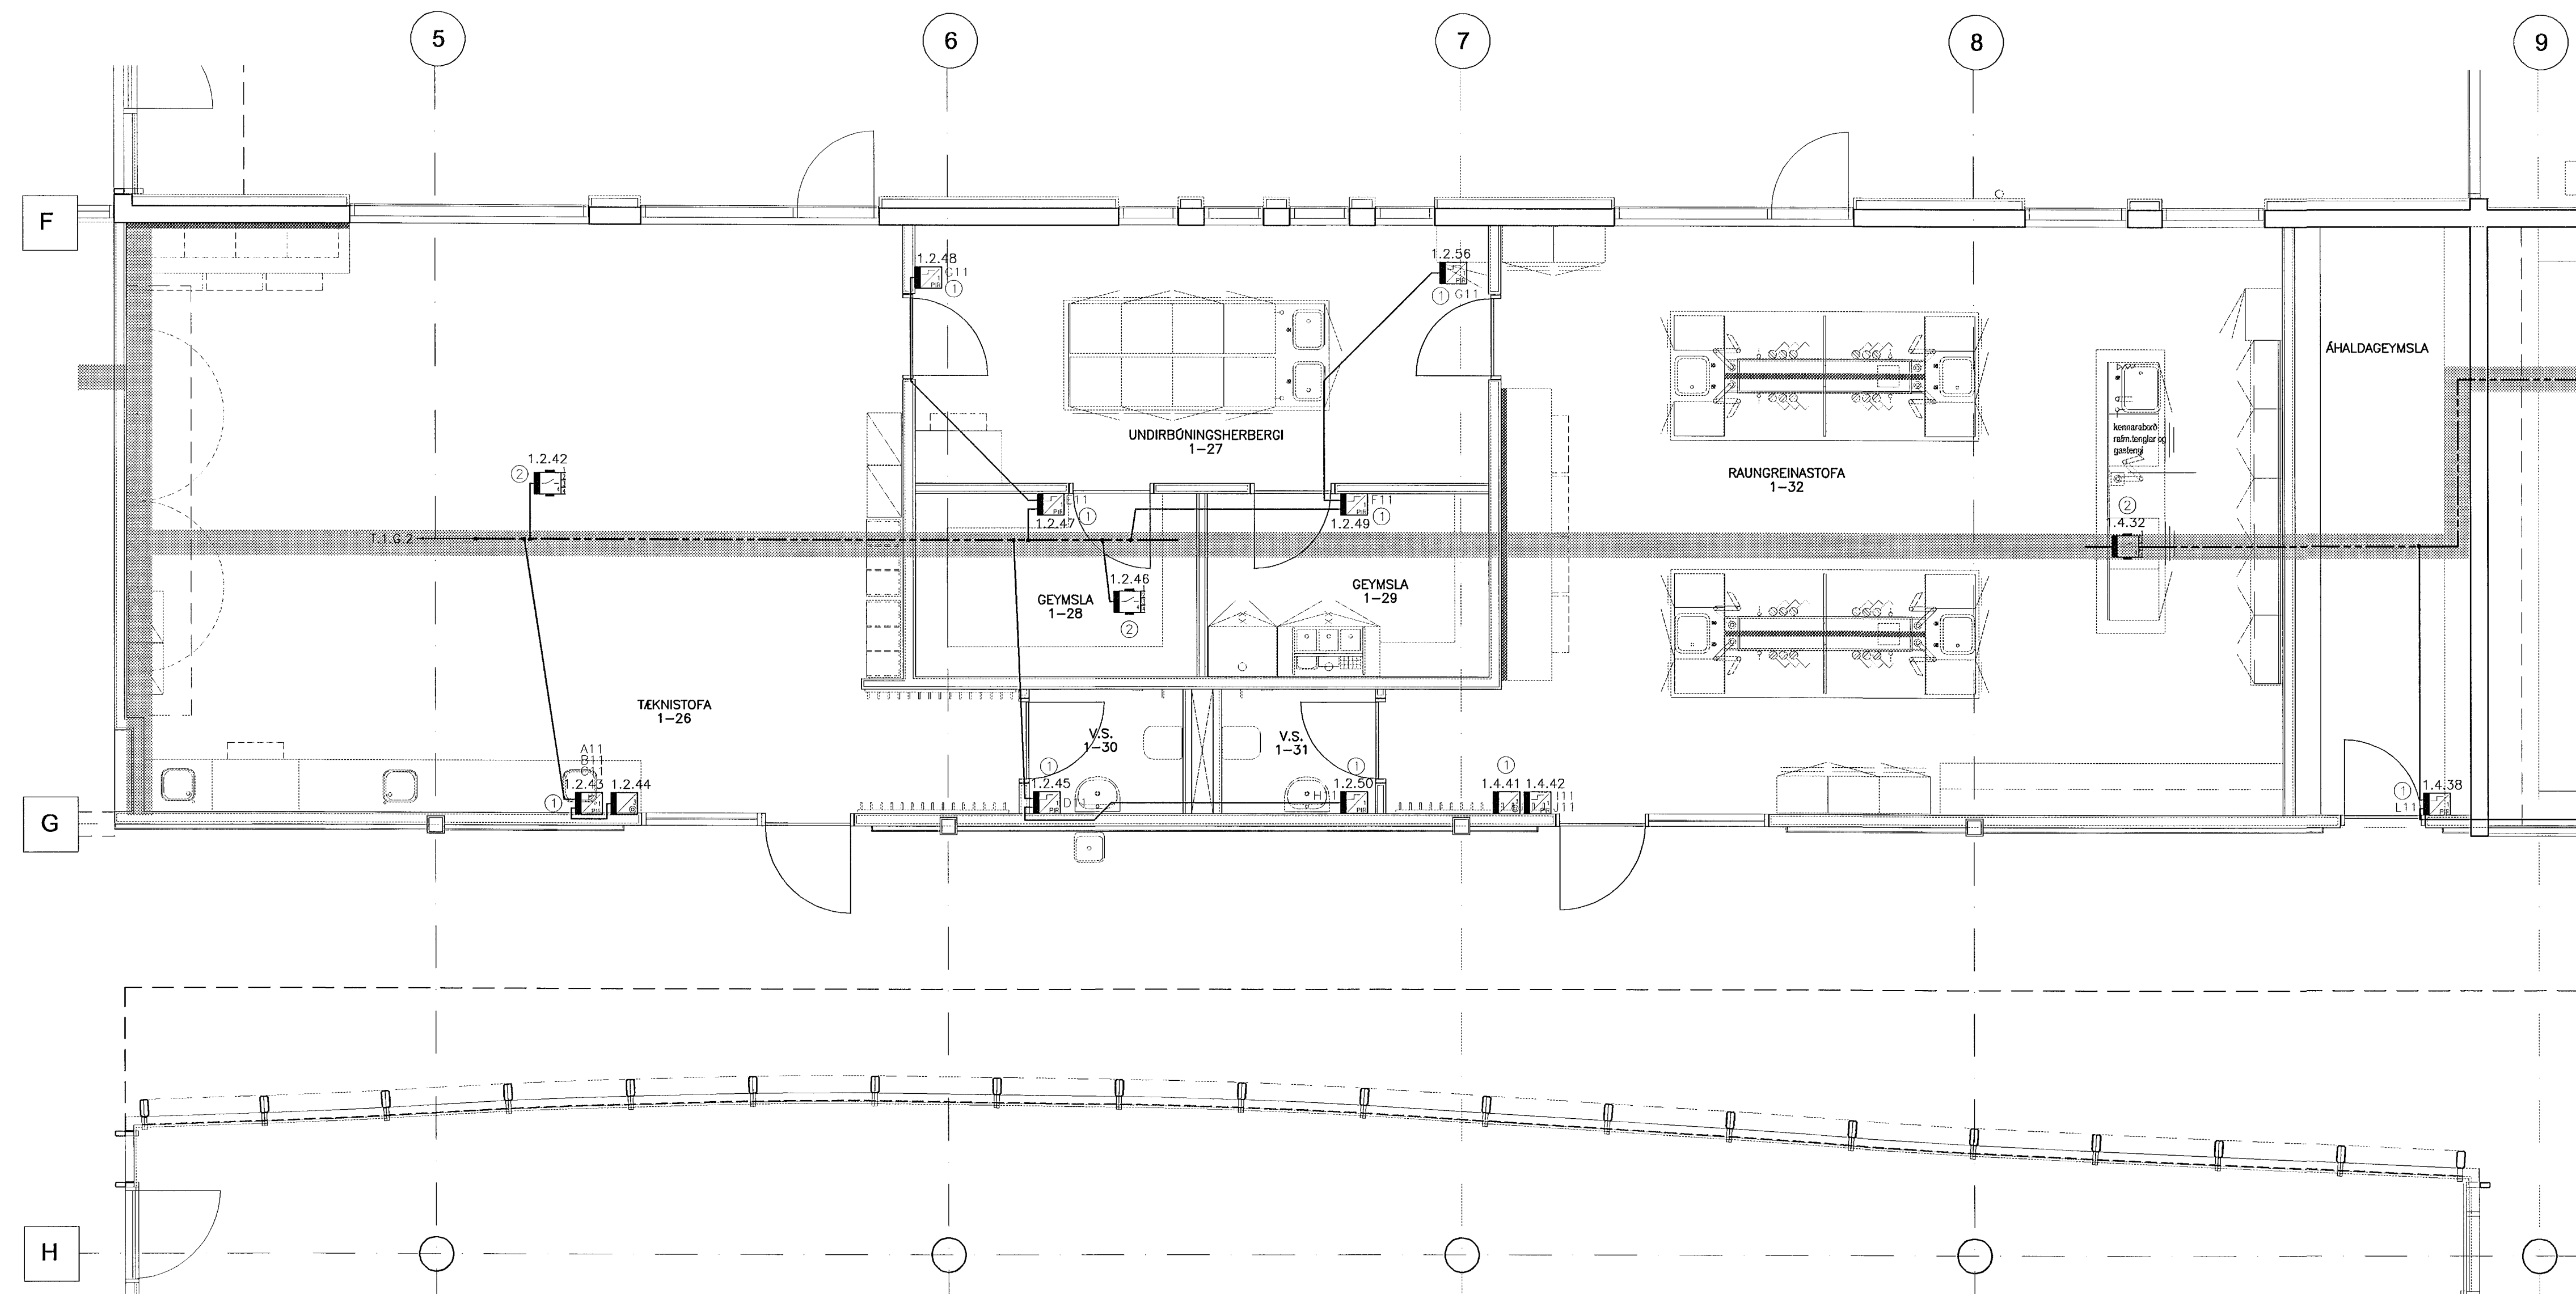 5
6
7
8
9
F
1.2.48
G11
1
1.2.56
1
G11
ÁHALDAGEYMSLA
UNDIRBÚNINGSHERBERGI
1-27
kennaraborð
rafm.tenglar og
gastengi
1.2.42
2
RAUNGREINASTOFA
1-32
1.2.47
1
F11
1.2.49
1
2
1.4.32
T.1.G.2
1.2.46
2
GEYMSLA
1-28
GEYMSLA
1-29
TÆKNISTOFA
1-26
V.S.
1-30
V.S.
1-31
A11
B11
1.2.43
1
1.2.44
1
1.2.45
D11
1
1.2.50
H11
1
1.4.41
1.4.42
J11
1
1.4.38
L11
PIR
G
H